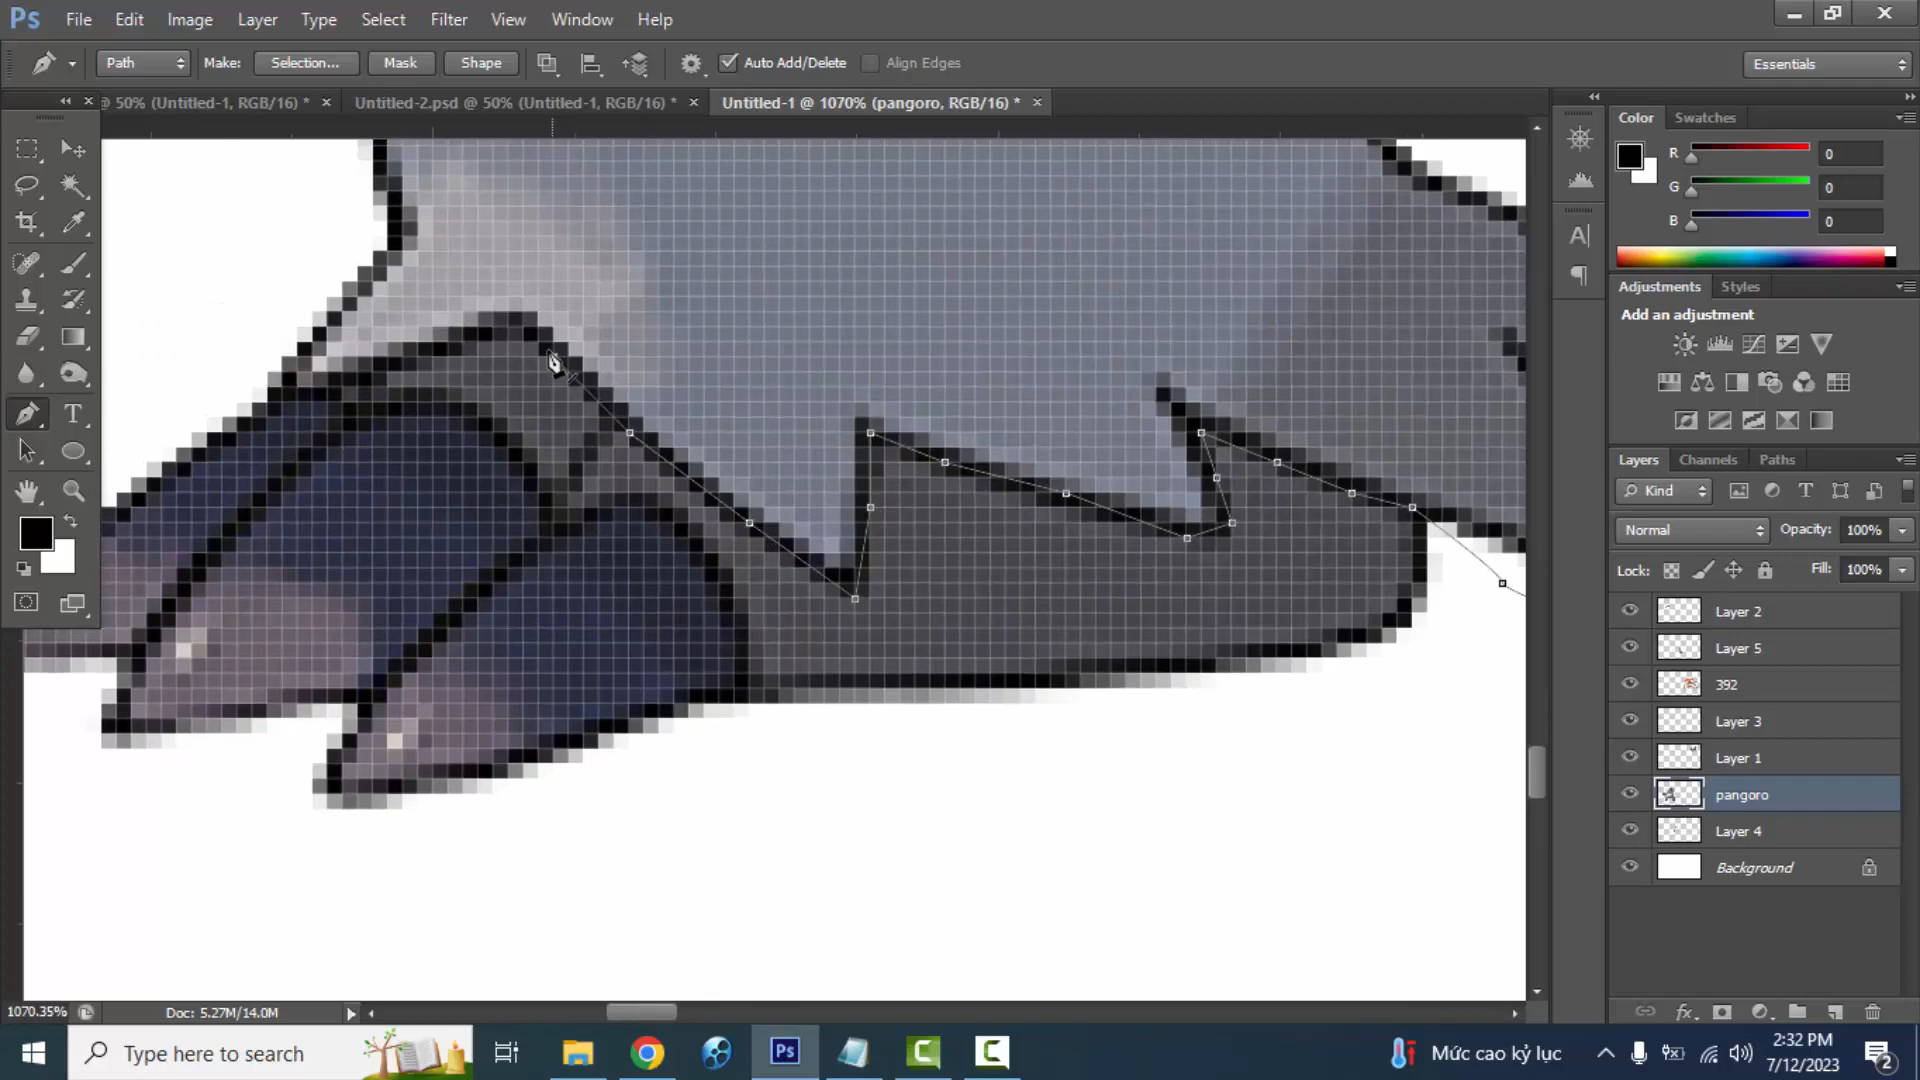 Ps File Edit Image Layer Type Select Filter View Window Help
Path Make: Selection... Mask Shape Auto Add/Delete Align Edges Essentials
@ 50% (Untitled-1, RGB/16) * Untitled-2.psd @ 50% (Untitled-1, RGB/16) * Untitled-1 @ 1070% (pangoro, RGB/16) *
Color Swatches
R 0
G 0
B 0
Adjustments Styles
Add an adjustment
Layers Channels Paths
Kind
Normal Opacity: 100%
Lock: Fill: 100%
Layer 2
Layer 5
392
Layer 3
Layer 1
pangoro
Layer 4
Background
fx
1070.35% Doc: 5.27M/14.0M
Type here to search
Ps
Mức cao kỷ lục
2:32 PM
7/12/2023
2